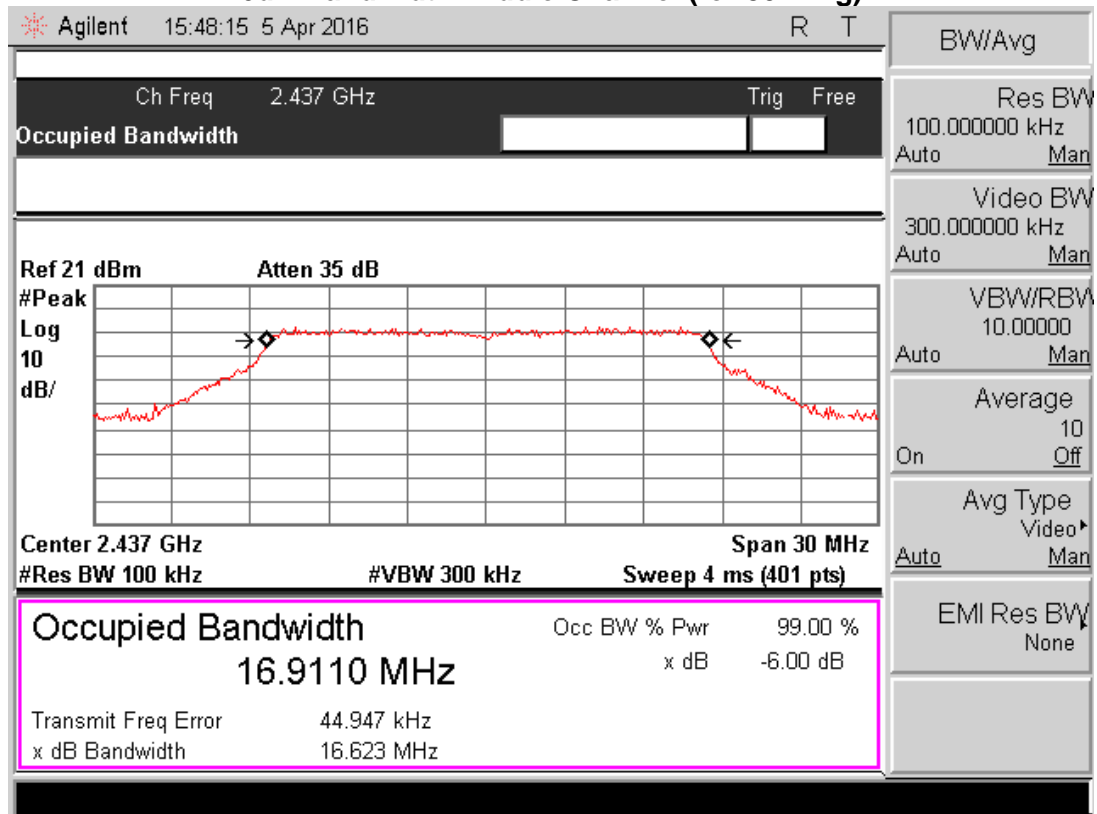 Agilent 15:48:15 5 Apr 2016 R T
Ch Freq 2.437 GHz Trig Free
Occupied Bandwidth
Ref 21 dBm Atten 35 dB
#Peak
Log
10
dB/
Center 2.437 GHz Span 30 MHz
#Res BW 100 kHz #VBW 300 kHz Sweep 4 ms (401 pts)
Occupied Bandwidth
16.9110 MHz
Occ BW % Pwr 99.00 %
x dB -6.00 dB
Transmit Freq Error 44.947 kHz
x dB Bandwidth 16.623 MHz
BW/Avg
Res BW
100.000000 kHz
Auto Man
Video BW
300.000000 kHz
Auto Man
VBW/RBW
10.00000
Auto Man
Average
10
On Off
Avg Type
Video
Auto Man
EMI Res BW
None